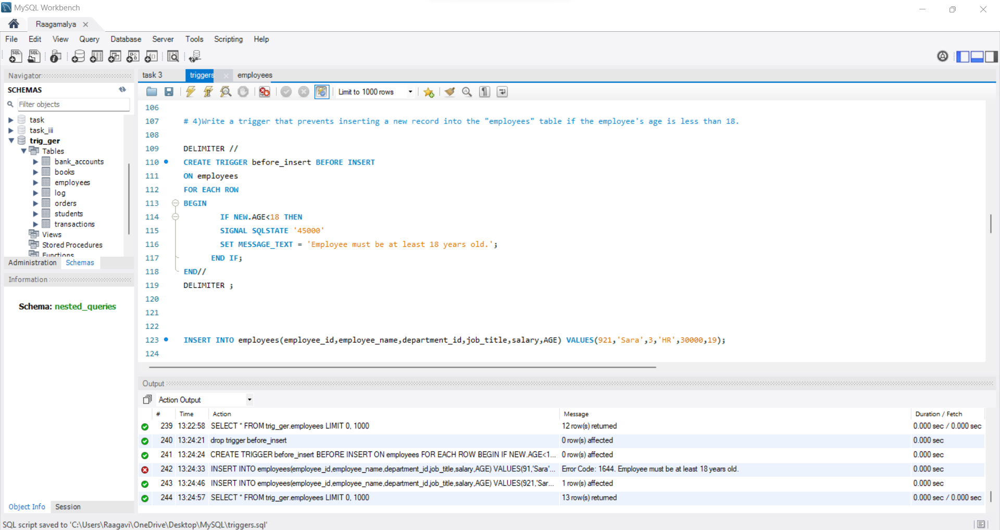 MySQL Workbench
Raagamalya
File Edit View Query Database Server Tools Scripting Help
Navigator
SCHEMAS
Filter objects
task
task_iii
trig_ger
Tables
bank_accounts
books
employees
log
orders
students
transactions
Views
Stored Procedures
Functions
Administration Schemas
Information
Schema: nested_queries
Object Info Session
task 3 triggers employees
Limit to 1000 rows
106
107 # 4)Write a trigger that prevents inserting a new record into the "employees" table if the employee's age is less than 18.
108
109 DELIMITER //
110 CREATE TRIGGER before_insert BEFORE INSERT
111 ON employees
112 FOR EACH ROW
113 BEGIN
114 IF NEW.AGE<18 THEN
115 SIGNAL SQLSTATE '45000'
116 SET MESSAGE_TEXT = 'Employee must be at least 18 years old.';
117 END IF;
118 END//
119 DELIMITER ;
120
121
122
123 INSERT INTO employees(employee_id,employee_name,department_id,job_title,salary,AGE) VALUES(921,'Sara',3,'HR',30000,19);
124
Output
Action Output
# Time Action Message Duration / Fetch
239 13:22:58 SELECT * FROM trig_ger.employees LIMIT 0, 1000 12 row(s) returned 0.000 sec / 0.000 sec
240 13:24:21 drop trigger before_insert 0 row(s) affected 0.000 sec
241 13:24:24 CREATE TRIGGER before_insert BEFORE INSERT ON employees FOR EACH ROW BEGIN IF NEW.AGE<1... 0 row(s) affected 0.000 sec
242 13:24:33 INSERT INTO employees(employee_id,employee_name,department_id,job_title,salary,AGE) VALUES(91,'Sara'... Error Code: 1644. Employee must be at least 18 years old. 0.000 sec
243 13:24:46 INSERT INTO employees(employee_id,employee_name,department_id,job_title,salary,AGE) VALUES(921,'Sar... 1 row(s) affected 0.000 sec
244 13:24:57 SELECT * FROM trig_ger.employees LIMIT 0, 1000 13 row(s) returned 0.000 sec / 0.000 sec
SQL script saved to 'C:\Users\Raagavi\OneDrive\Desktop\MySQL\triggers.sql'